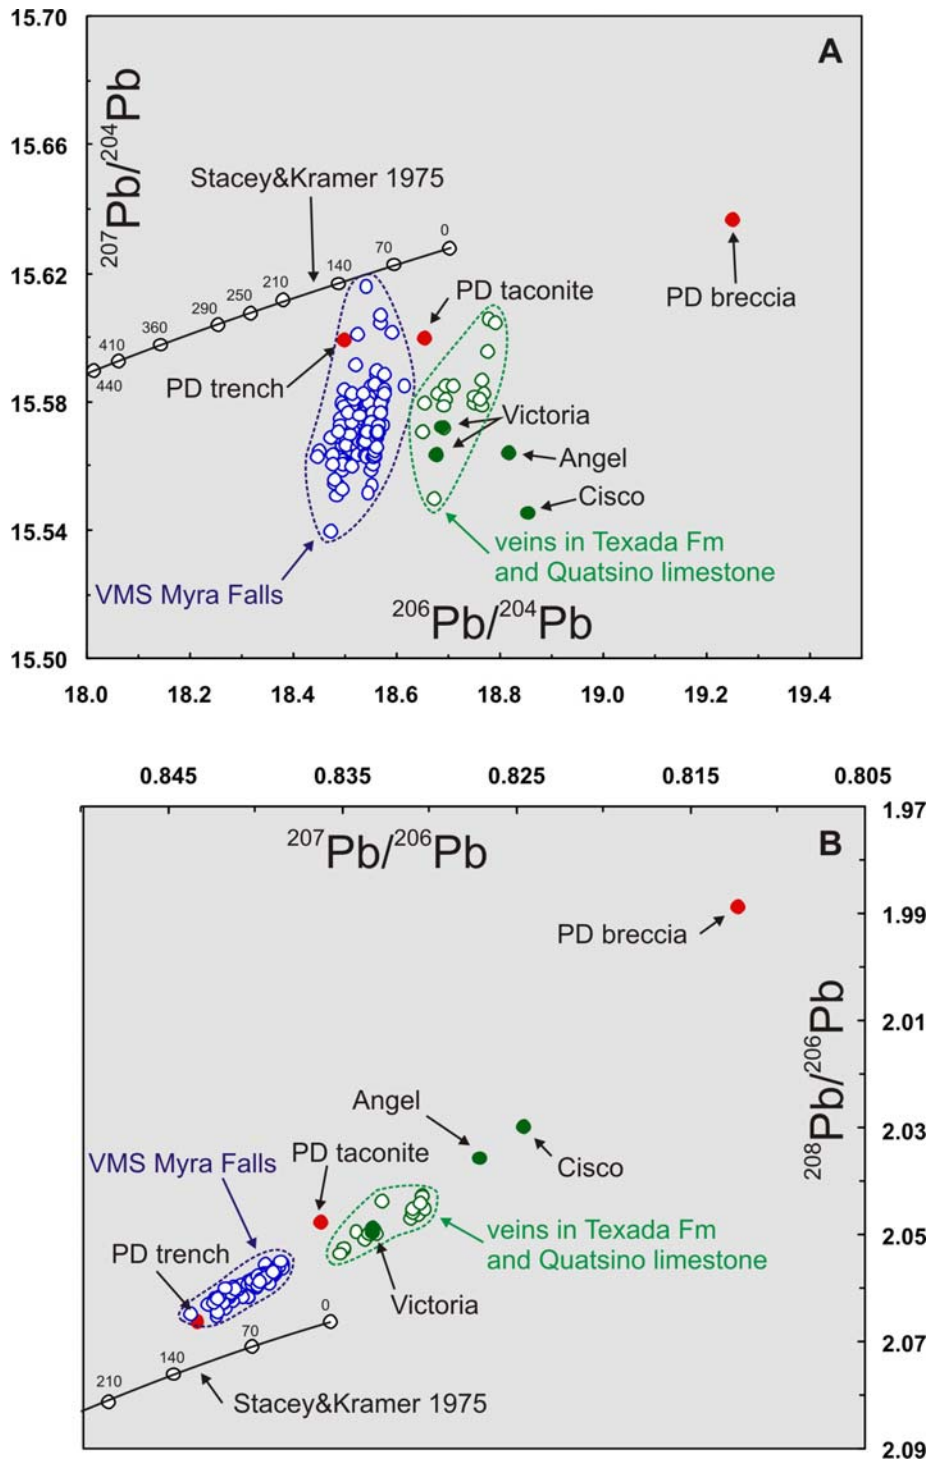 15.70
A
207Pb/204Pb
15.66
Stacey&Kramer 1975
0
70
140
210
250
290
360
410
440
15.62
PD taconite
PD breccia
PD trench
15.58
Victoria
Angel
Cisco
15.54
veins in Texada Fm
and Quatsino limestone
VMS Myra Falls
206Pb/204Pb
15.50
18.0 18.2 18.4 18.6 18.8 19.0 19.2 19.4
0.845 0.835 0.825 0.815 0.805
1.97
207Pb/206Pb
B
PD breccia
1.99
208Pb/206Pb
2.01
Angel
2.03
PD taconite
Cisco
VMS Myra Falls
veins in Texada Fm
and Quatsino limestone
2.05
PD trench
Victoria
0
70
140
210
2.07
Stacey&Kramer 1975
2.09